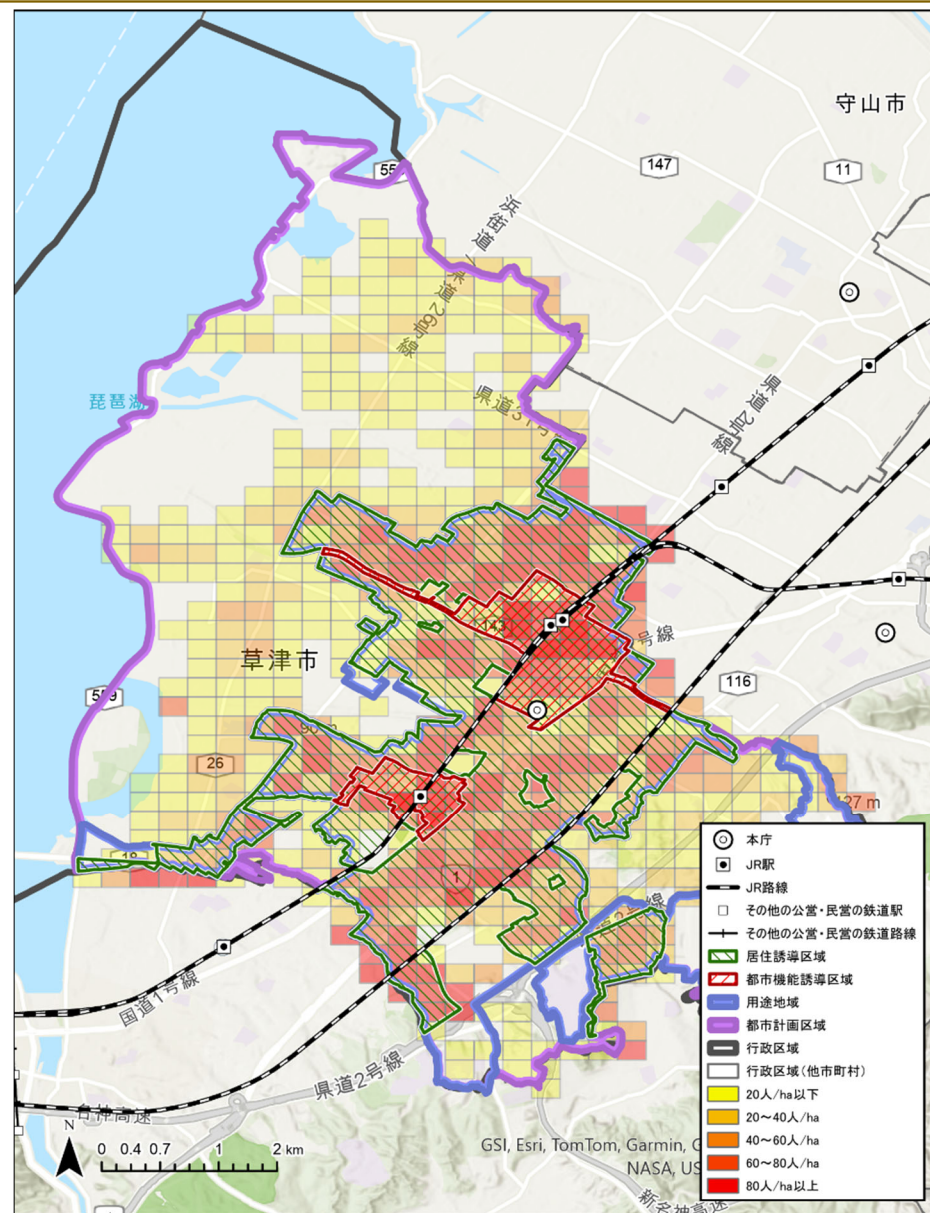 守山市
147
11
55
浜街道
県道26号線
県道2号線
琵琶湖
県道31号
143
号線
草津市
116
559
26
90 m
127 m
18
1
国道1号線
県道2号線
名神高速
新名神高速
N
0 0.4 0.7 1 2 km
GSI, Esri, TomTom, Garmin, G
NASA, US
本庁
JR駅
JR路線
その他の公営・民営の鉄道駅
その他の公営・民営の鉄道路線
居住誘導区域
都市機能誘導区域
用途地域
都市計画区域
行政区域
行政区域(他市町村)
20人/ha以下
20～40人/ha
40～60人/ha
60～80人/ha
80人/ha以上